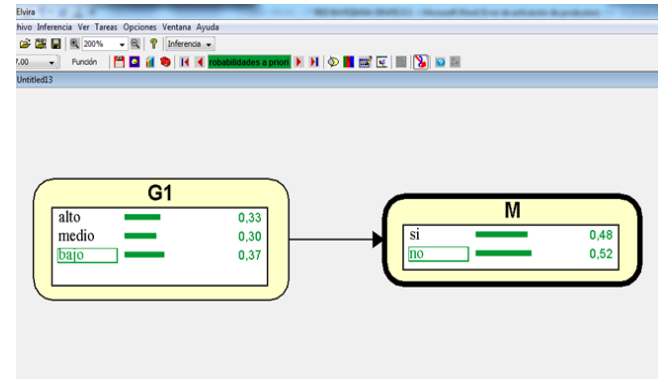 Elvira
hivo Inferencia Ver Tareas Opciones Ventana Ayuda
200% Inferencia
7.00 Función robabilidades a priori
Untitled13
G1
alto 0,33
medio 0,30
bajo 0,37
M
si 0,48
no 0,52